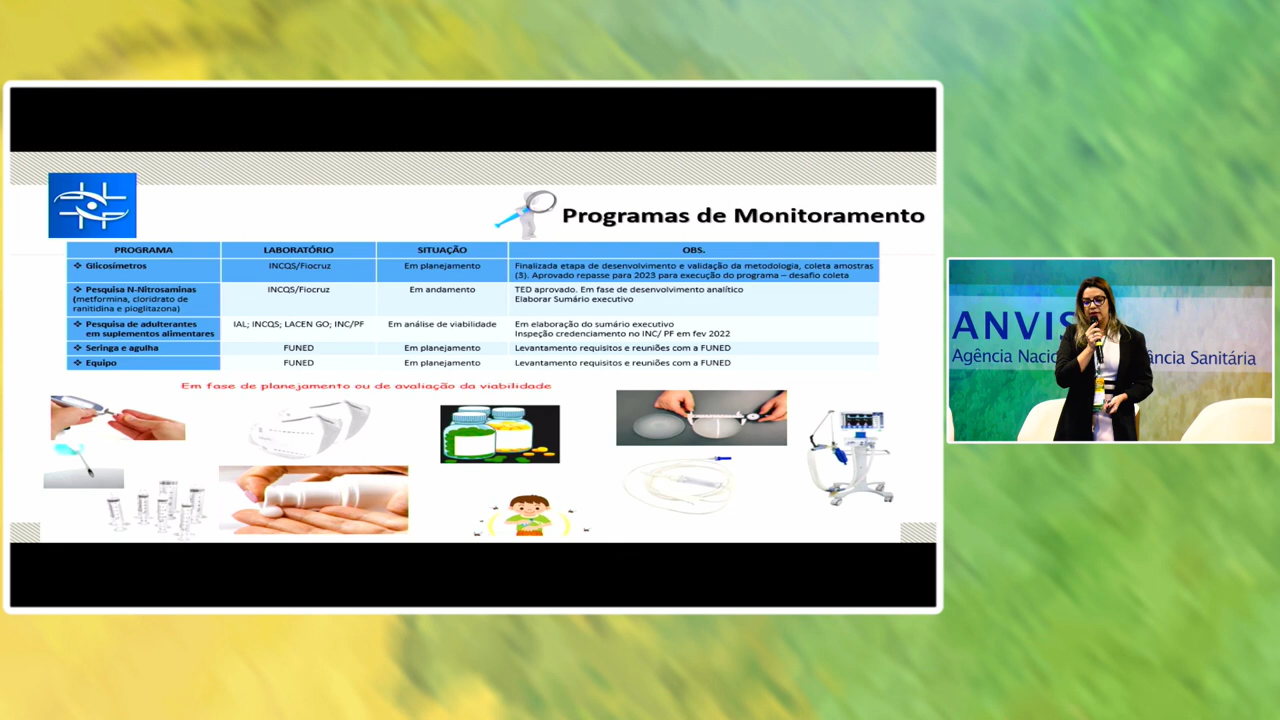 Programas de Monitoramento
PROGRAMA LABORATÓRIO SITUAÇÃO OBS.
❖ Glicosímetros INCQS/Fiocruz Em planejamento Finalizada etapa de desenvolvimento e validação da metodologia, coleta amostras
(3). Aprovado repasse para 2023 para execução do programa – desafio coleta
❖ Pesquisa N-Nitrosaminas INCQS/Fiocruz Em andamento TED aprovado. Em fase de desenvolvimento analítico
(metformina, cloridrato de Elaborar Sumário executivo
ranitidina e pioglitazona)
❖ Pesquisa de adulterantes IAL; INCQS; LACEN GO; INC/PF Em análise de viabilidade Em elaboração do sumário executivo
em suplementos alimentares Inspeção credenciamento no INC/ PF em fev 2022
❖ Seringa e agulha FUNED Em planejamento Levantamento requisitos e reuniões com a FUNED
❖ Equipo FUNED Em planejamento Levantamento requisitos e reuniões com a FUNED
Em fase de planejamento ou de avaliação da viabilidade
ANVIS
Agência Nacio ância Sanitária